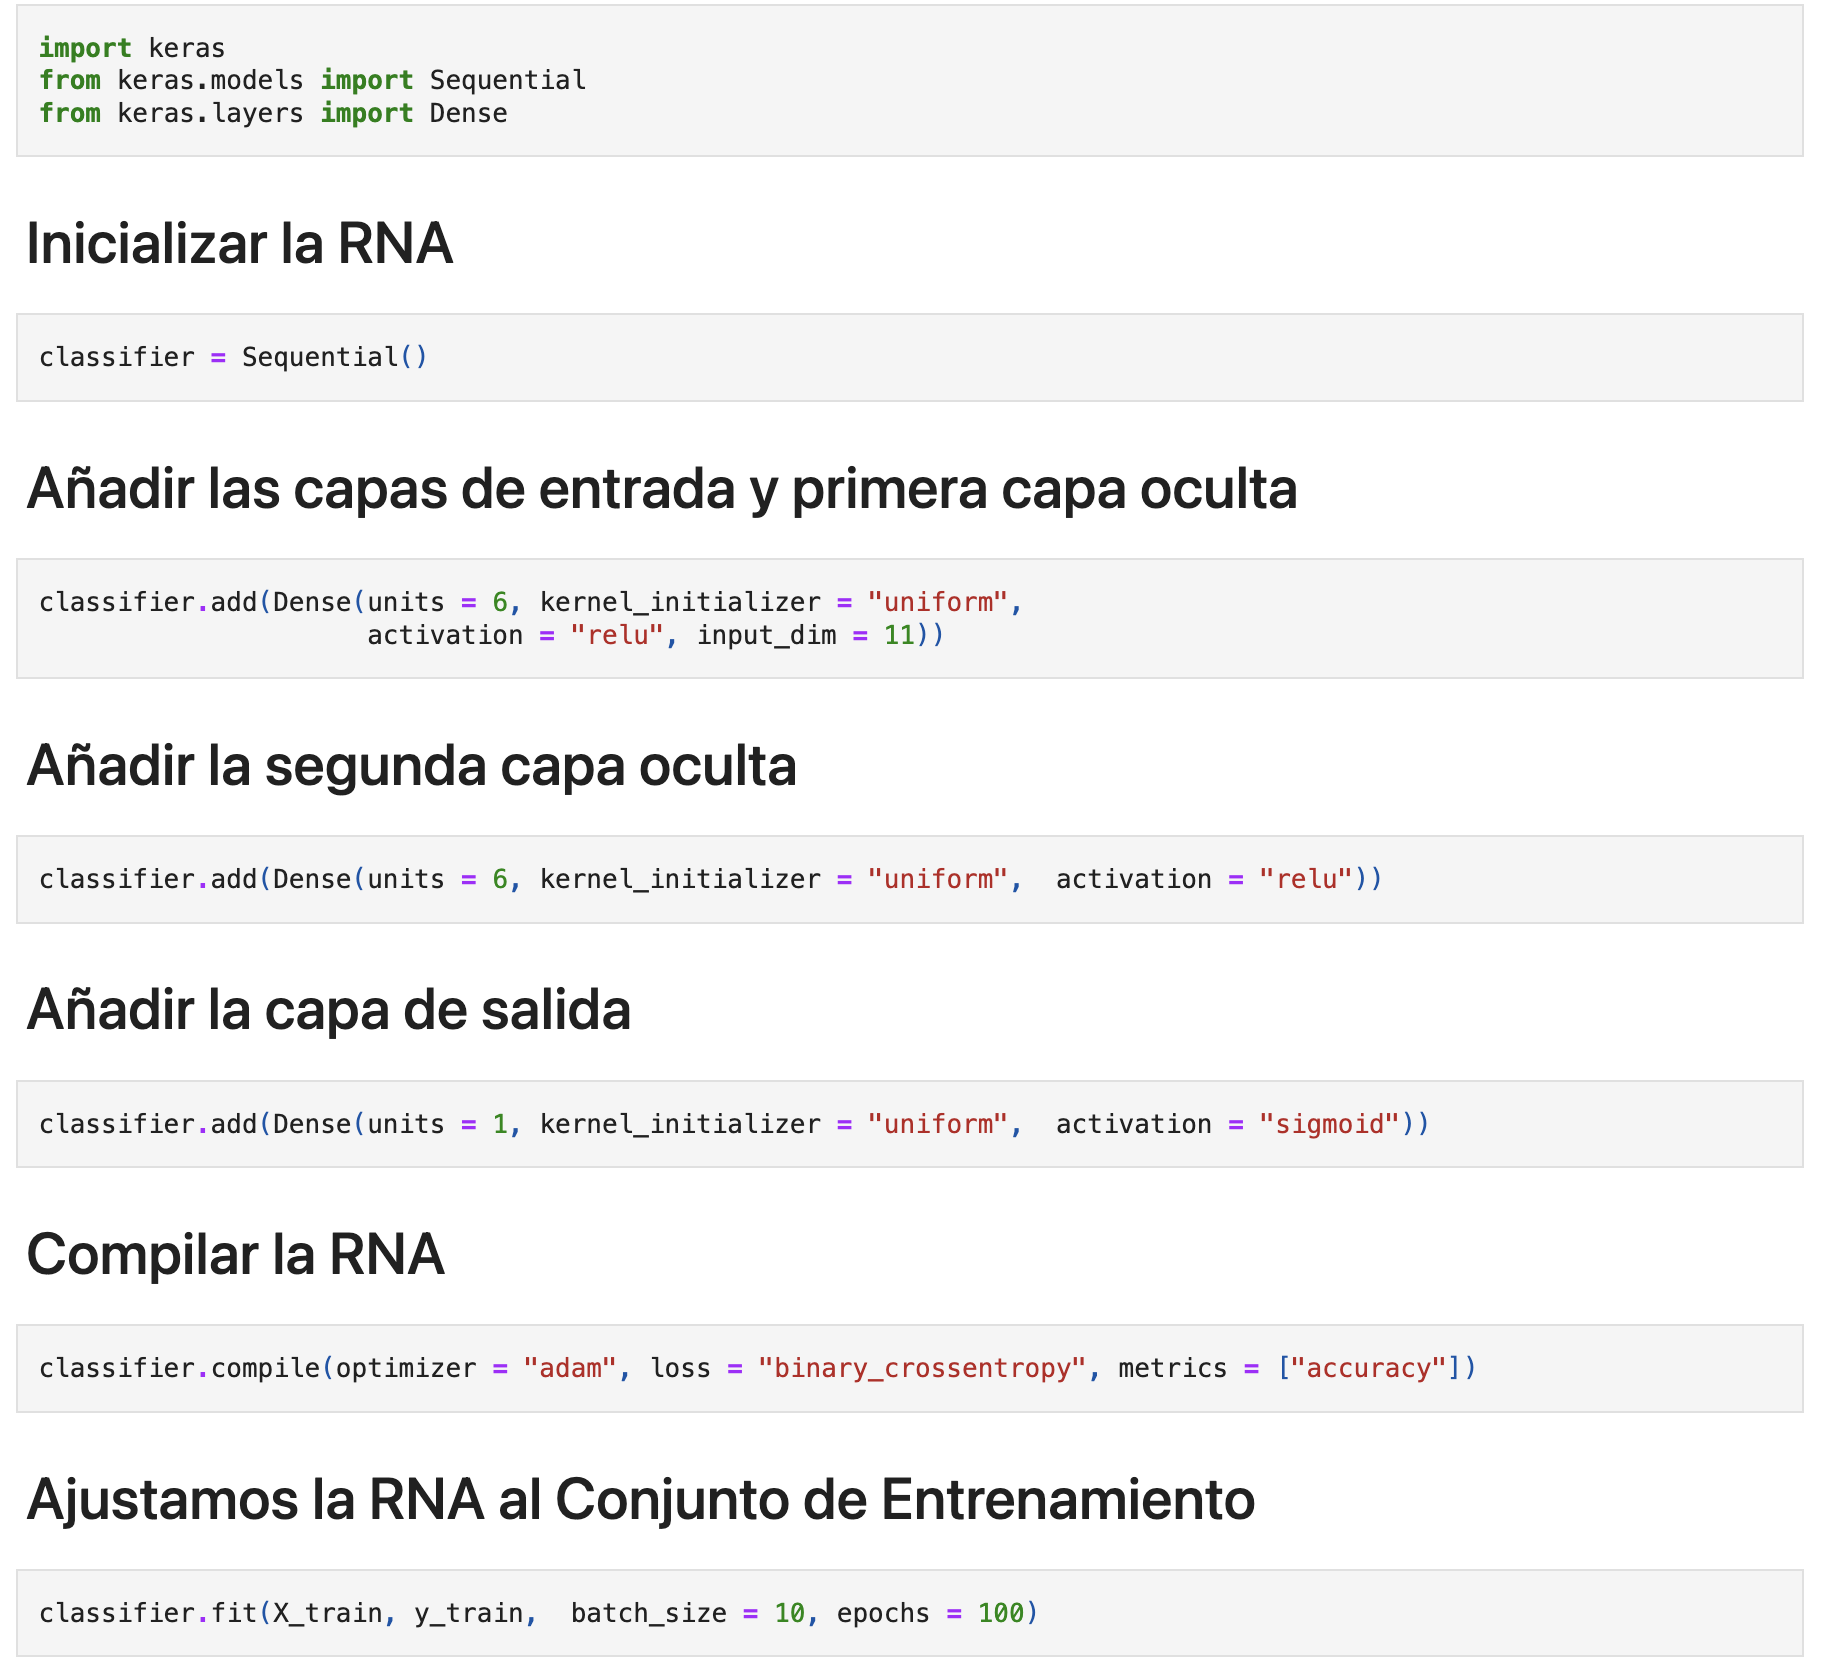 import keras
from keras.models import Sequential
from keras.layers import Dense
Inicializar la RNA
classifier = Sequential()
Añadir las capas de entrada y primera capa oculta
classifier.add(Dense(units = 6, kernel_initializer = "uniform",
                     activation = "relu", input_dim = 11))
Añadir la segunda capa oculta
classifier.add(Dense(units = 6, kernel_initializer = "uniform",  activation = "relu"))
Añadir la capa de salida
classifier.add(Dense(units = 1, kernel_initializer = "uniform",  activation = "sigmoid"))
Compilar la RNA
classifier.compile(optimizer = "adam", loss = "binary_crossentropy", metrics = ["accuracy"])
Ajustamos la RNA al Conjunto de Entrenamiento
classifier.fit(X_train, y_train,  batch_size = 10, epochs = 100)